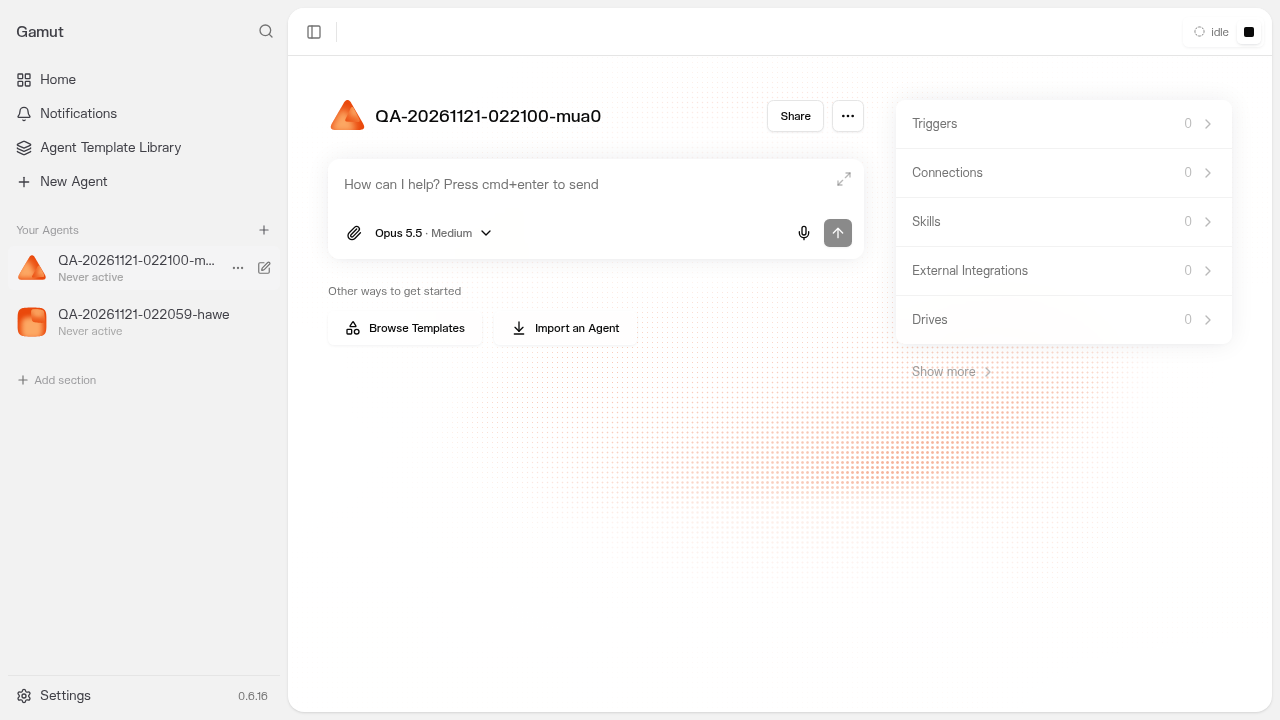 Gamut
Home
Notifications
Agent Template Library
New Agent
Your Agents
QA-20261121-022100-m...
Never active
QA-20261121-022059-hawe
Never active
Add section
Settings
0.6.16
idle
QA-20261121-022100-mua0
Share
How can I help? Press cmd+enter to send
Opus 5.5 · Medium
Other ways to get started
Browse Templates
Import an Agent
Triggers 0
Connections 0
Skills 0
External Integrations 0
Drives 0
Show more